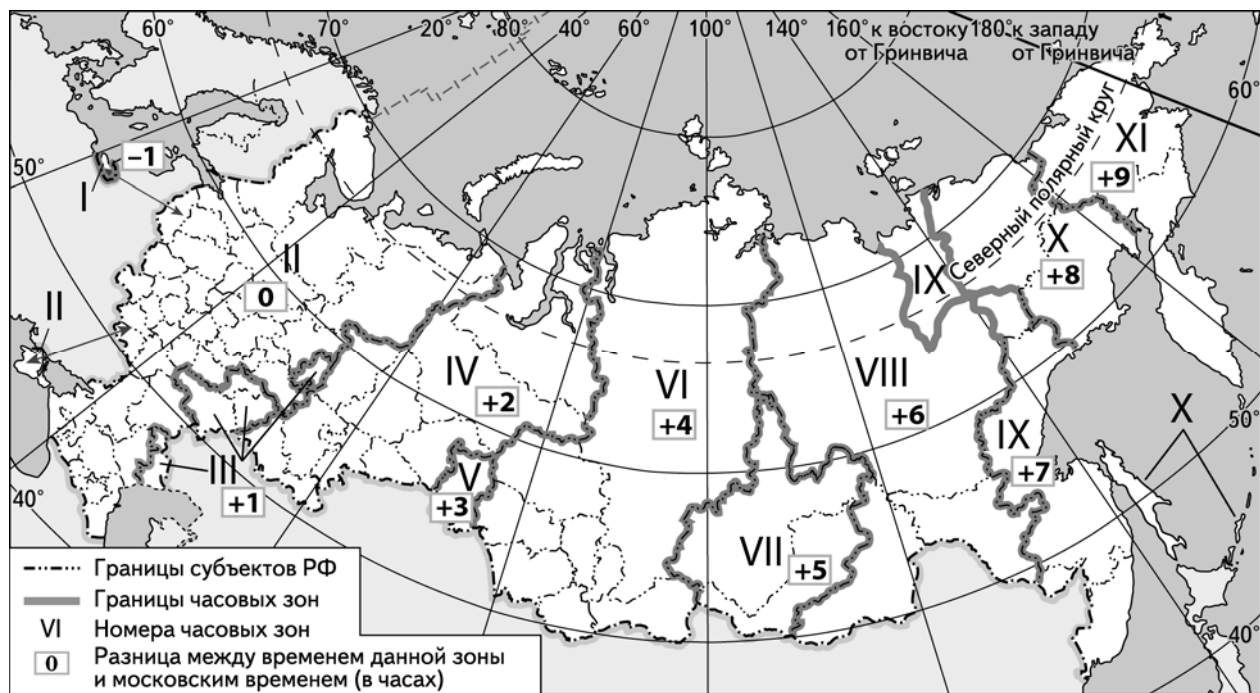 60° 70° 20° 40° 60° 80° 100° 120° 140° 160° к востоку 180° к западу
от Гринвича от Гринвича
60°
50°
I
–1
II
0
II
III
+1
40°
IV
+2
V
+3
VI
+4
VII
+5
VIII
+6
IX
IX
+7
Северный полярный круг
X
+8
XI
+9
X
50°
40°
Границы субъектов РФ
Границы часовых зон
VI Номера часовых зон
0 Разница между временем данной зоны
и московским временем (в часах)